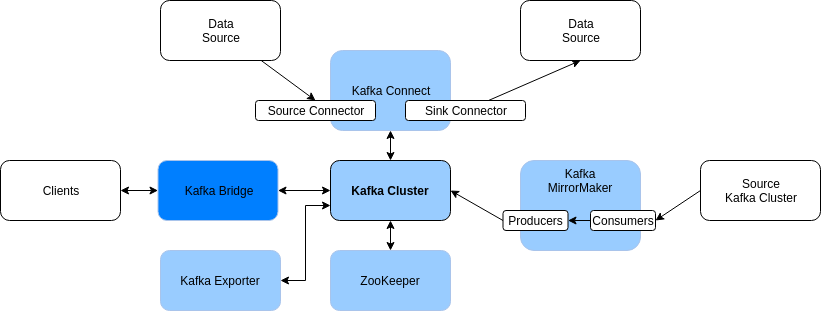 Data
Source
Data
Source
Kafka Connect
Source Connector
Sink Connector
Clients
Kafka Bridge
Kafka Cluster
Kafka
MirrorMaker
Producers
Consumers
Source
Kafka Cluster
Kafka Exporter
ZooKeeper